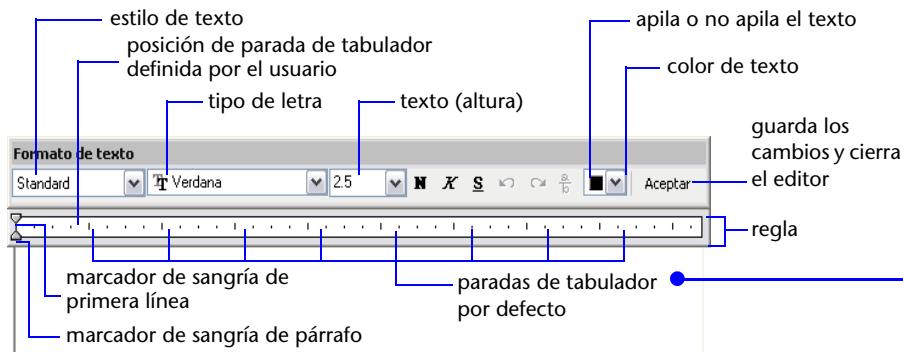 estilo de texto
apila o no apila el texto
posición de parada de tabulador
definida por el usuario
color de texto
tipo de letra
texto (altura)
guarda los
cambios y cierra
el editor
Formato de texto
Standard
Verdana
2.5
N K S
a
b
Aceptar
regla
marcador de sangría de
primera línea
paradas de tabulador
por defecto
marcador de sangría de párrafo